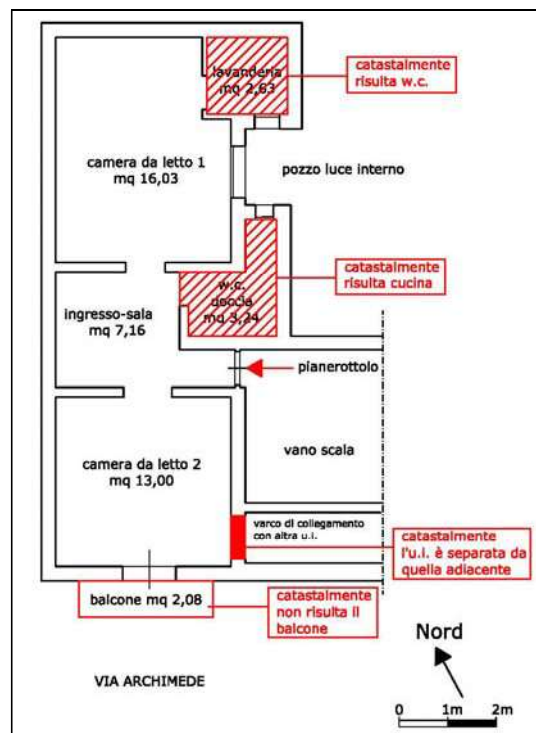 lavanderia
mq 2,63
catastalmente
risulta w.c.
camera da letto 1
mq 16,03
pozzo luce interno
catastalmente
risulta cucina
w.c.
doccia
mq 3,24
ingresso-sala
mq 7,16
pianerottolo
camera da letto 2
mq 13,00
vano scala
varco di collegamento
con altra u.i.
catastalmente
l'u.i. è separata da
quella adiacente
balcone mq 2,08
catastalmente
non risulta il
balcone
Nord
VIA ARCHIMEDE
0 1m 2m